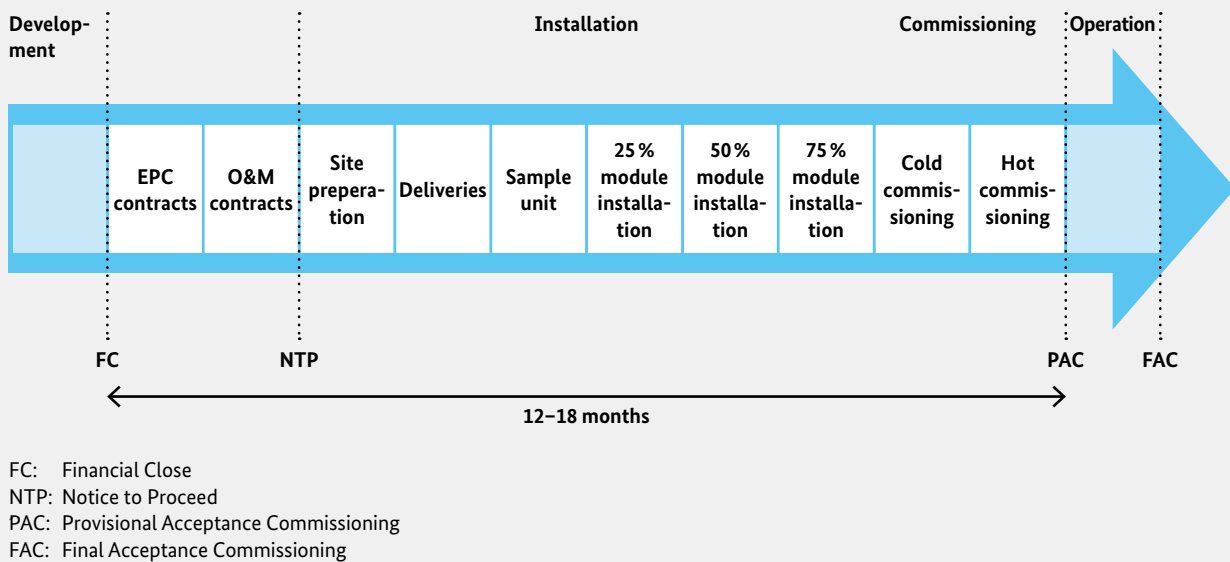 Develop-
ment
Installation
Commissioning
Operation
EPC
contracts
O&M
contracts
Site
prepera-
tion
Deliveries
Sample
unit
25 %
module
installa-
tion
50 %
module
installa-
tion
75 %
module
installa-
tion
Cold
commis-
sioning
Hot
commis-
sioning
FC
NTP
PAC
FAC
12–18 months
FC: Financial Close
NTP: Notice to Proceed
PAC: Provisional Acceptance Commissioning
FAC: Final Acceptance Commissioning